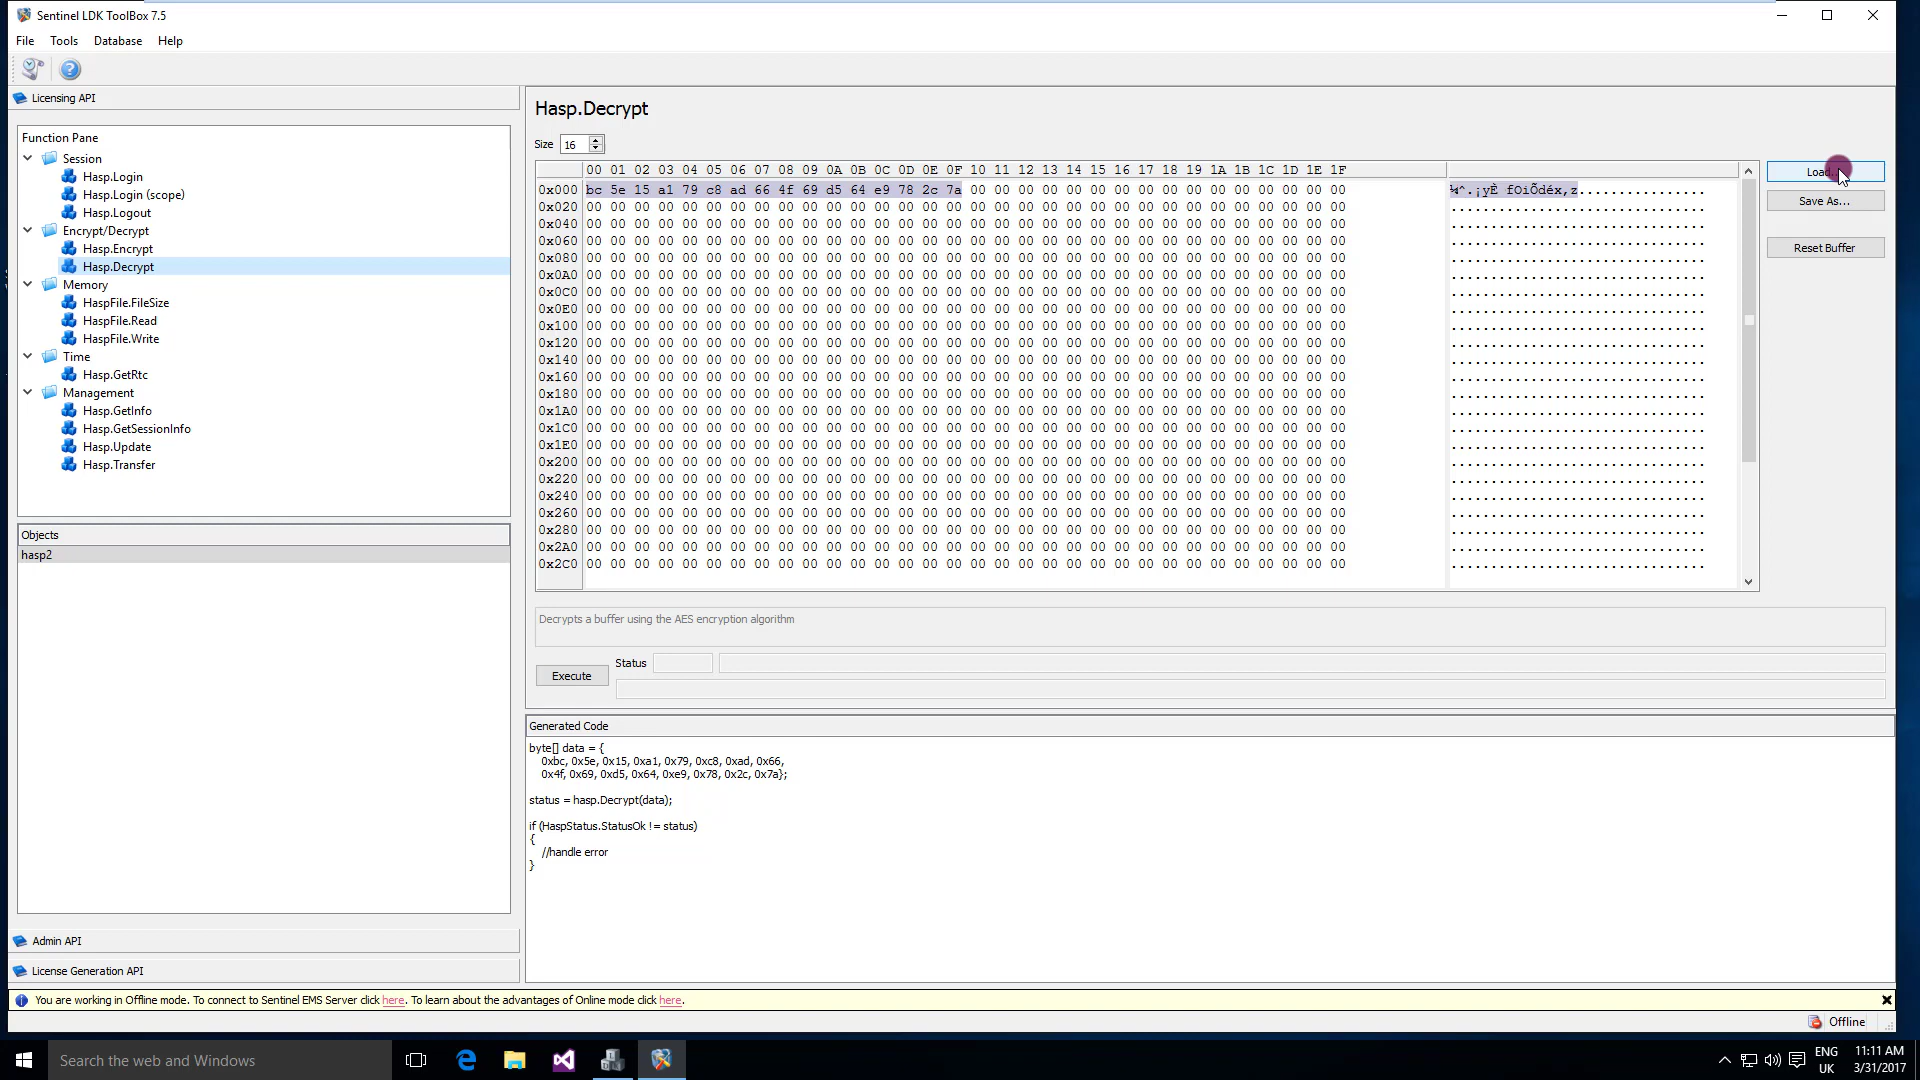 Sentinel LDK ToolBox 7.5
File Tools Database Help
Licensing API
Function Pane
Session
Hasp.Login
Hasp.Login (scope)
Hasp.Logout
Encrypt/Decrypt
Hasp.Encrypt
Hasp.Decrypt
Memory
HaspFile.FileSize
HaspFile.Read
HaspFile.Write
Time
Hasp.GetRtc
Management
Hasp.GetInfo
Hasp.GetSessionInfo
Hasp.Update
Hasp.Transfer
Objects
hasp2
Admin API
License Generation API
Hasp.Decrypt
Size 16
00 01 02 03 04 05 06 07 08 09 0A 0B 0C 0D 0E 0F 10 11 12 13 14 15 16 17 18 19 1A 1B 1C 1D 1E 1F
0x000 bc 5e 15 a1 79 c8 ad 66 4f 69 d5 64 e9 78 2c 7a 00 00 00 00 00 00 00 00 00 00 00 00 00 00 00 00 ¼^.¡yÈ­fOiÕdéx,z................
0x020 00 00 00 00 00 00 00 00 00 00 00 00 00 00 00 00 00 00 00 00 00 00 00 00 00 00 00 00 00 00 00 00 ................................
0x040 00 00 00 00 00 00 00 00 00 00 00 00 00 00 00 00 00 00 00 00 00 00 00 00 00 00 00 00 00 00 00 00 ................................
0x060 00 00 00 00 00 00 00 00 00 00 00 00 00 00 00 00 00 00 00 00 00 00 00 00 00 00 00 00 00 00 00 00 ................................
0x080 00 00 00 00 00 00 00 00 00 00 00 00 00 00 00 00 00 00 00 00 00 00 00 00 00 00 00 00 00 00 00 00 ................................
0x0A0 00 00 00 00 00 00 00 00 00 00 00 00 00 00 00 00 00 00 00 00 00 00 00 00 00 00 00 00 00 00 00 00 ................................
0x0C0 00 00 00 00 00 00 00 00 00 00 00 00 00 00 00 00 00 00 00 00 00 00 00 00 00 00 00 00 00 00 00 00 ................................
0x0E0 00 00 00 00 00 00 00 00 00 00 00 00 00 00 00 00 00 00 00 00 00 00 00 00 00 00 00 00 00 00 00 00 ................................
0x100 00 00 00 00 00 00 00 00 00 00 00 00 00 00 00 00 00 00 00 00 00 00 00 00 00 00 00 00 00 00 00 00 ................................
0x120 00 00 00 00 00 00 00 00 00 00 00 00 00 00 00 00 00 00 00 00 00 00 00 00 00 00 00 00 00 00 00 00 ................................
0x140 00 00 00 00 00 00 00 00 00 00 00 00 00 00 00 00 00 00 00 00 00 00 00 00 00 00 00 00 00 00 00 00 ................................
0x160 00 00 00 00 00 00 00 00 00 00 00 00 00 00 00 00 00 00 00 00 00 00 00 00 00 00 00 00 00 00 00 00 ................................
0x180 00 00 00 00 00 00 00 00 00 00 00 00 00 00 00 00 00 00 00 00 00 00 00 00 00 00 00 00 00 00 00 00 ................................
0x1A0 00 00 00 00 00 00 00 00 00 00 00 00 00 00 00 00 00 00 00 00 00 00 00 00 00 00 00 00 00 00 00 00 ................................
0x1C0 00 00 00 00 00 00 00 00 00 00 00 00 00 00 00 00 00 00 00 00 00 00 00 00 00 00 00 00 00 00 00 00 ................................
0x1E0 00 00 00 00 00 00 00 00 00 00 00 00 00 00 00 00 00 00 00 00 00 00 00 00 00 00 00 00 00 00 00 00 ................................
0x200 00 00 00 00 00 00 00 00 00 00 00 00 00 00 00 00 00 00 00 00 00 00 00 00 00 00 00 00 00 00 00 00 ................................
0x220 00 00 00 00 00 00 00 00 00 00 00 00 00 00 00 00 00 00 00 00 00 00 00 00 00 00 00 00 00 00 00 00 ................................
0x240 00 00 00 00 00 00 00 00 00 00 00 00 00 00 00 00 00 00 00 00 00 00 00 00 00 00 00 00 00 00 00 00 ................................
0x260 00 00 00 00 00 00 00 00 00 00 00 00 00 00 00 00 00 00 00 00 00 00 00 00 00 00 00 00 00 00 00 00 ................................
0x280 00 00 00 00 00 00 00 00 00 00 00 00 00 00 00 00 00 00 00 00 00 00 00 00 00 00 00 00 00 00 00 00 ................................
0x2A0 00 00 00 00 00 00 00 00 00 00 00 00 00 00 00 00 00 00 00 00 00 00 00 00 00 00 00 00 00 00 00 00 ................................
0x2C0 00 00 00 00 00 00 00 00 00 00 00 00 00 00 00 00 00 00 00 00 00 00 00 00 00 00 00 00 00 00 00 00 ................................
Load...
Save As...
Reset Buffer
Decrypts a buffer using the AES encryption algorithm
Execute Status
Generated Code
byte[] data = {
0xbc, 0x5e, 0x15, 0xa1, 0x79, 0xc8, 0xad, 0x66,
0x4f, 0x69, 0xd5, 0x64, 0xe9, 0x78, 0x2c, 0x7a};
status = hasp.Decrypt(data);
if (HaspStatus.StatusOk != status)
{
//handle error
}
You are working in Offline mode. To connect to Sentinel EMS Server click here. To learn about the advantages of Online mode click here.
Offline
Search the web and Windows
ENG
UK
11:11 AM
3/31/2017